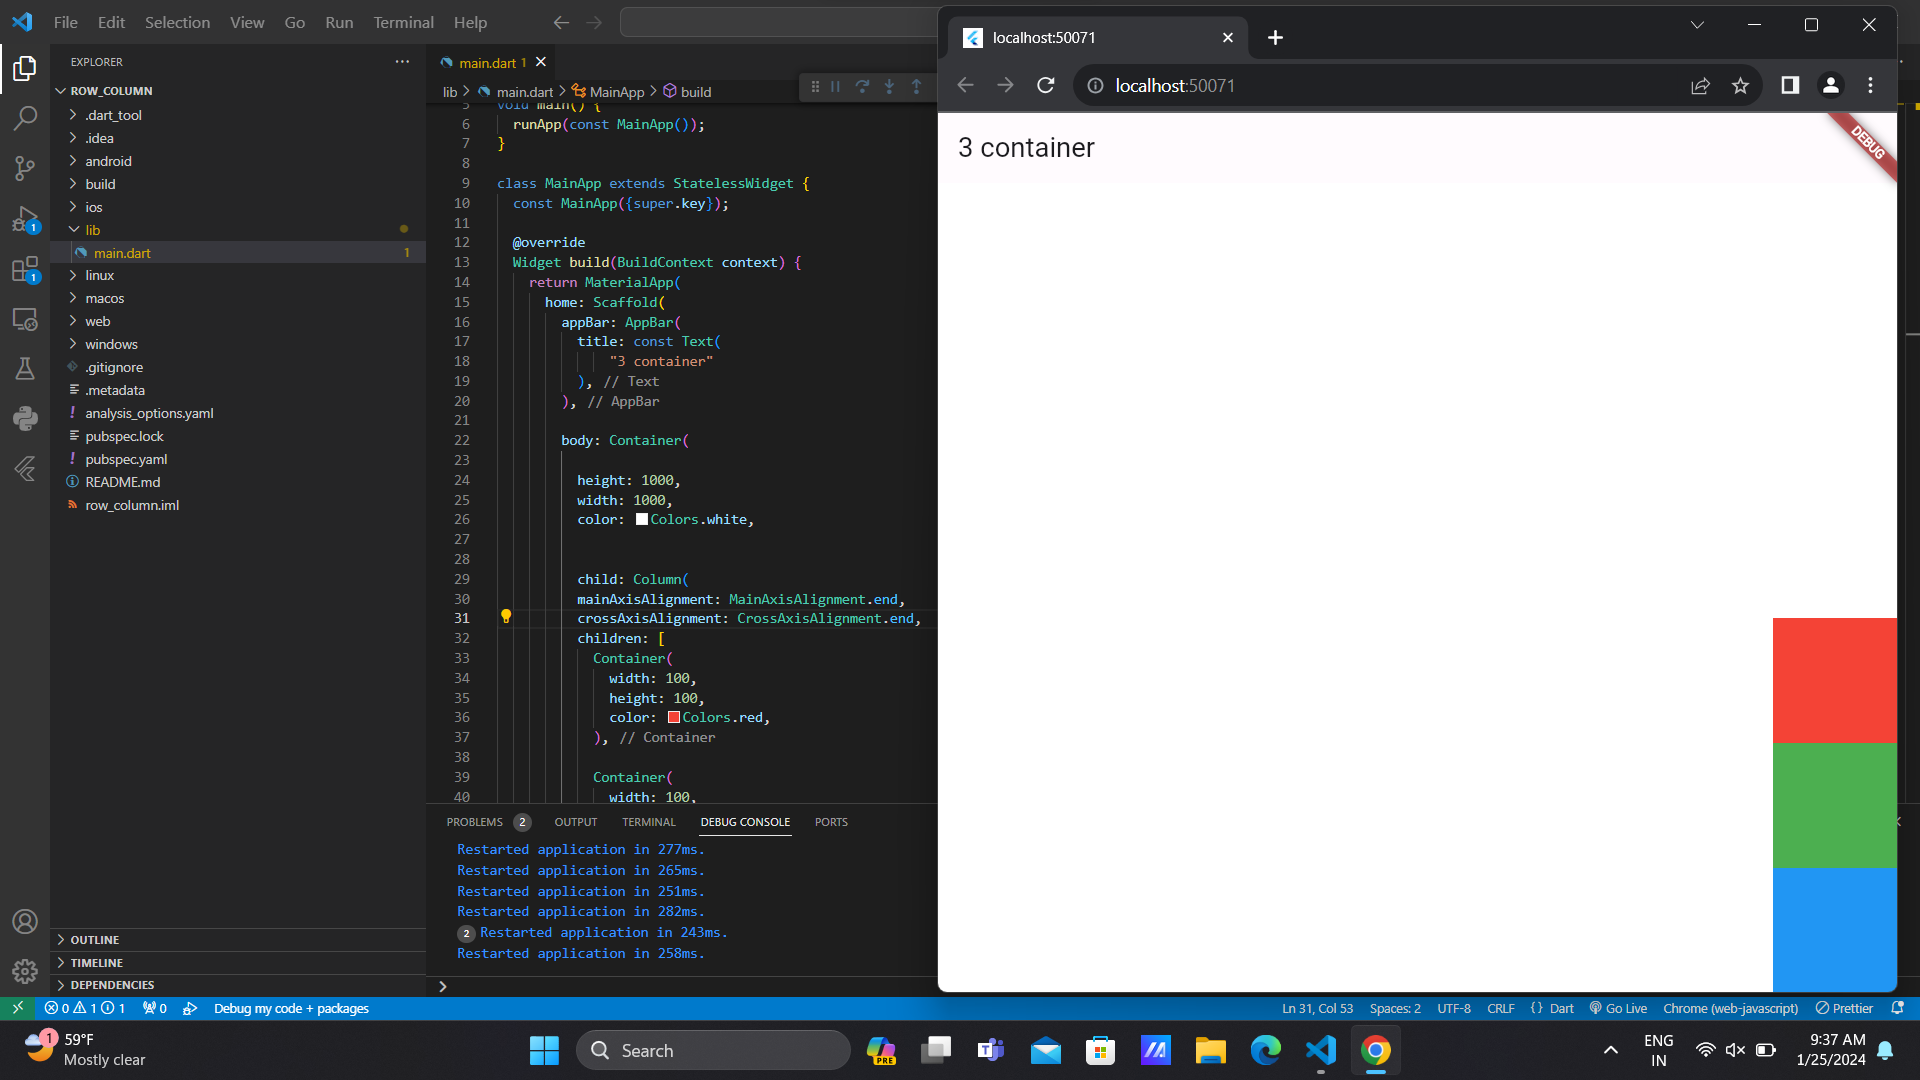 File Edit Selection View Go Run Terminal Help
EXPLORER
ROW_COLUMN
.dart_tool
.idea
android
build
ios
lib
main.dart 1
linux
macos
web
windows
.gitignore
.metadata
analysis_options.yaml
pubspec.lock
pubspec.yaml
README.md
row_column.iml
OUTLINE
TIMELINE
DEPENDENCIES
1
1
main.dart 1
lib > main.dart > MainApp > build
5 void main() {
6 runApp(const MainApp());
7 }
8
9 class MainApp extends StatelessWidget {
10 const MainApp({super.key});
11
12 @override
13 Widget build(BuildContext context) {
14 return MaterialApp(
15 home: Scaffold(
16 appBar: AppBar(
17 title: const Text(
18 "3 container"
19 ), // Text
20 ), // AppBar
21
22 body: Container(
23
24 height: 1000,
25 width: 1000,
26 color: Colors.white,
27
28
29 child: Column(
30 mainAxisAlignment: MainAxisAlignment.end,
31 crossAxisAlignment: CrossAxisAlignment.end,
32 children: [
33 Container(
34 width: 100,
35 height: 100,
36 color: Colors.red,
37 ), // Container
38
39 Container(
40 width: 100,
PROBLEMS 2 OUTPUT TERMINAL DEBUG CONSOLE PORTS
Restarted application in 277ms.
Restarted application in 265ms.
Restarted application in 251ms.
Restarted application in 282ms.
2 Restarted application in 243ms.
Restarted application in 258ms.
localhost:50071
localhost:50071
3 container
DEBUG
0 1 1 0 Debug my code + packages
Ln 31, Col 53 Spaces: 2 UTF-8 CRLF {} Dart Go Live Chrome (web-javascript) Prettier
1
59°F
Mostly clear
Search
PRE
ENG
IN
9:37 AM
1/25/2024